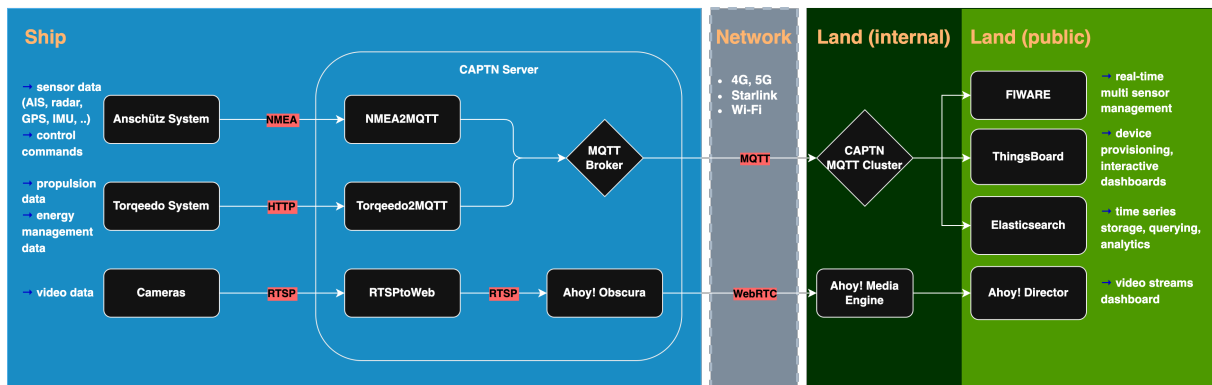 Ship
Network
Land (internal)
Land (public)
CAPTN Server
→ sensor data
(AIS, radar,
GPS, IMU, ..)
→ control
commands
Anschütz System
NMEA
NMEA2MQTT
→ propulsion
data
→ energy
management
data
Torqeedo System
HTTP
Torqeedo2MQTT
MQTT
Broker
→ video data
Cameras
RTSP
RTSPtoWeb
RTSP
Ahoy! Obscura
• 4G, 5G
• Starlink
• Wi-Fi
MQTT
WebRTC
CAPTN
MQTT Cluster
Ahoy! Media
Engine
FIWARE
→ real-time
multi sensor
management
ThingsBoard
→ device
provisioning,
interactive
dashboards
Elasticsearch
→ time series
storage, querying,
analytics
Ahoy! Director
→ video streams
dashboard